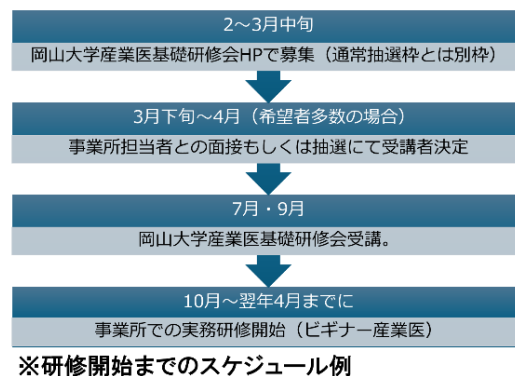 2～3月中旬
岡山大学産業医基礎研修会HPで募集（通常抽選枠とは別枠）
3月下旬～4月（希望者多数の場合）
事業所担当者との面接もしくは抽選にて受講者決定
7月・9月
岡山大学産業医基礎研修会受講。
10月～翌年4月までに
事業所での実務研修開始（ビギナー産業医）
※研修開始までのスケジュール例